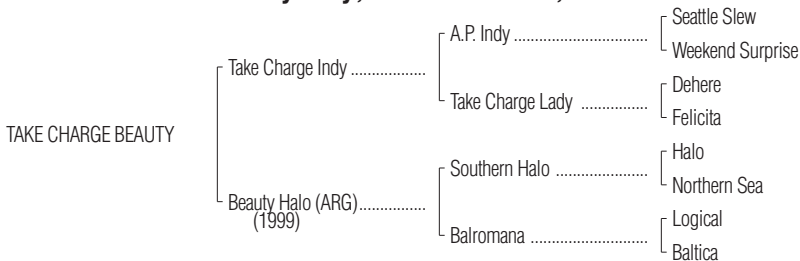 Seattle Slew
A.P. Indy ................................
Weekend Surprise
Take Charge Indy ..................
Dehere
Take Charge Lady ................
Felicita
TAKE CHARGE BEAUTY
Halo
Southern Halo ......................
Northern Sea
Beauty Halo (ARG)................
(1999)
Logical
Balromana ............................
Baltica